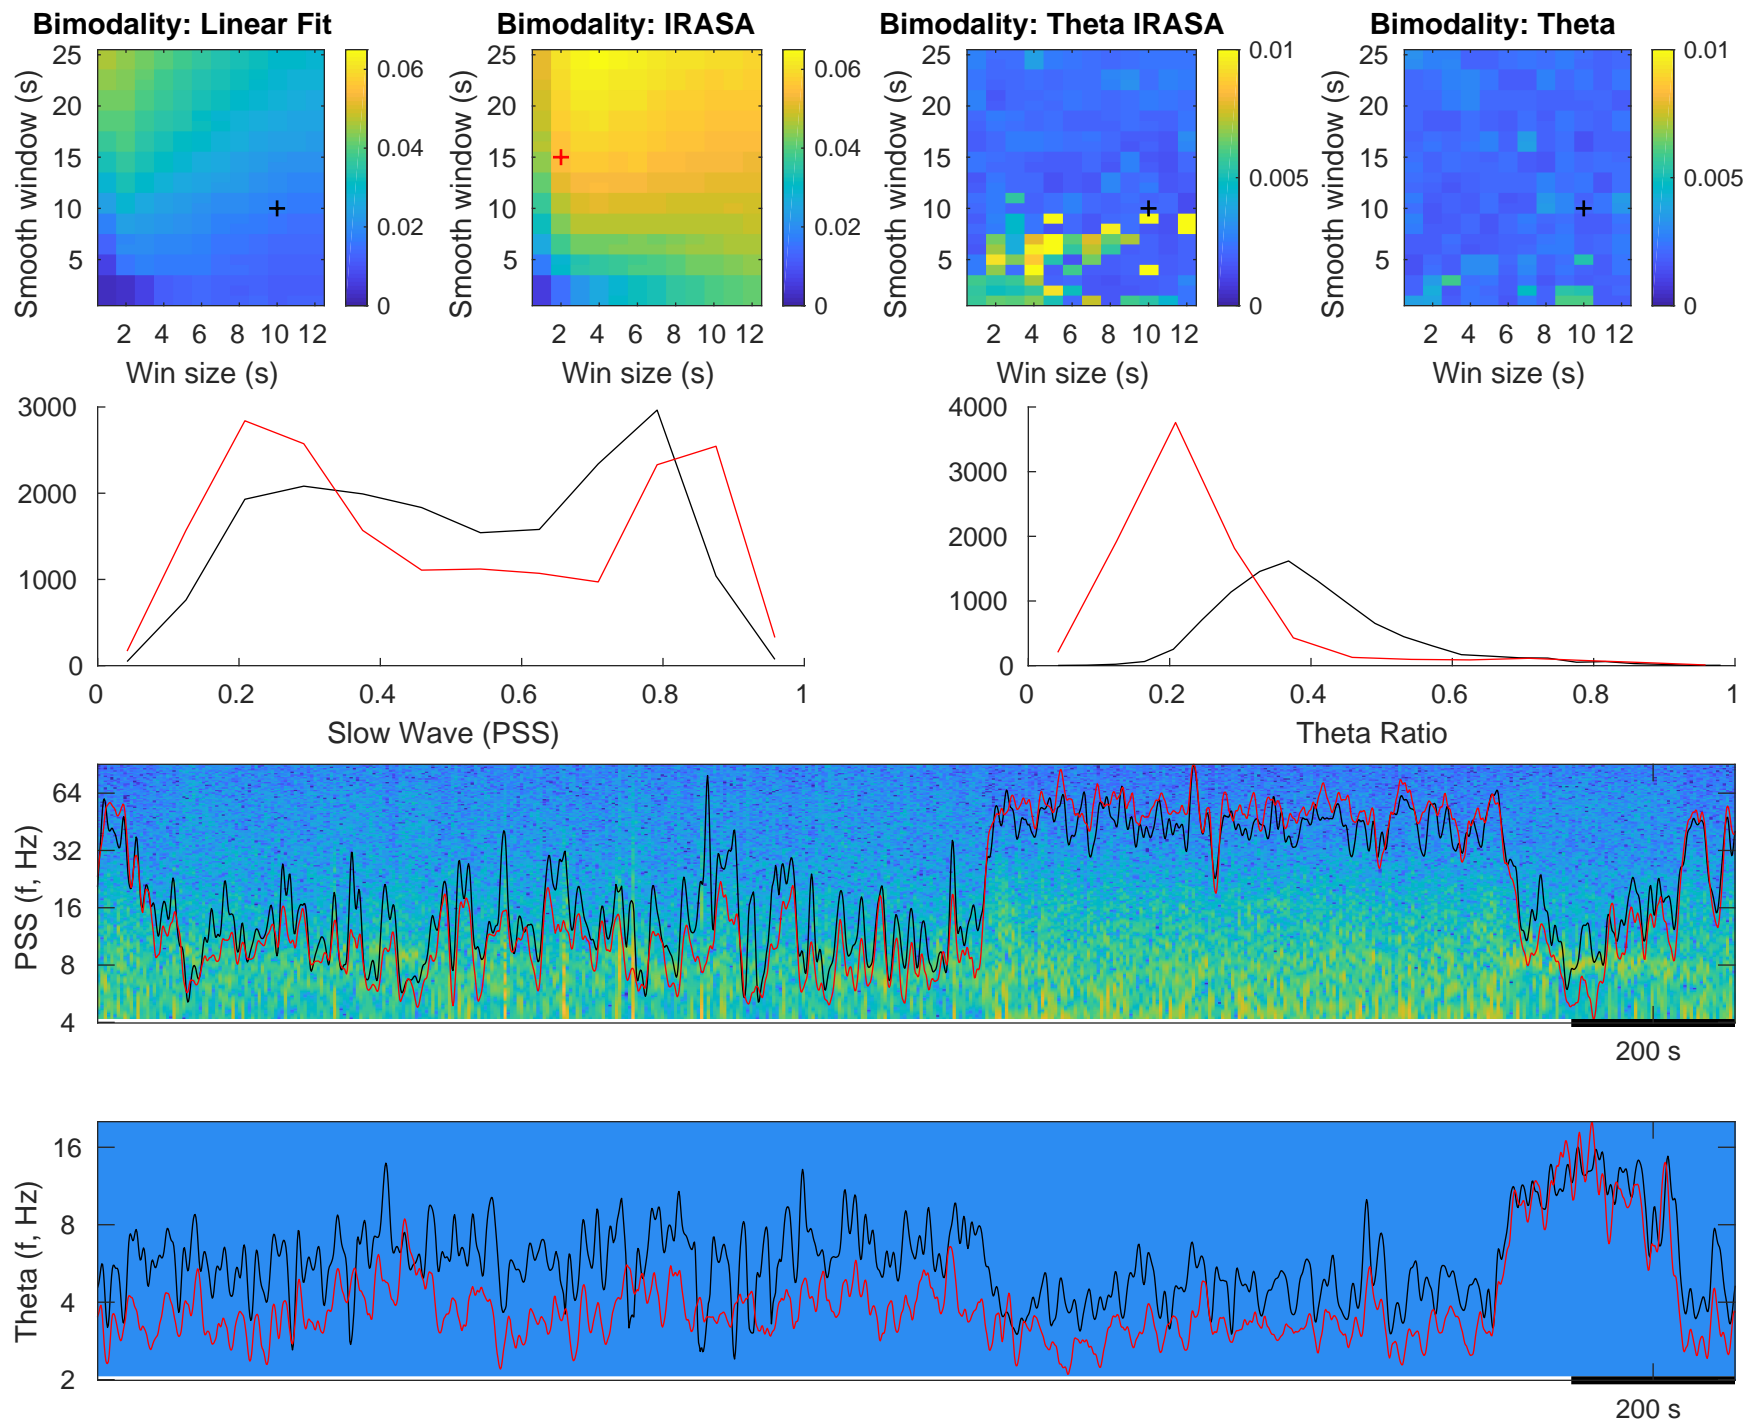 Bimodality: Linear Fit
Bimodality: IRASA
Bimodality: Theta IRASA
Bimodality: Theta
Smooth window (s)
25
20
15
10
5
2 4 6 8 10 12
Win size (s)
0.06
0.04
0.02
0
Smooth window (s)
25
20
15
10
5
2 4 6 8 10 12
Win size (s)
0.06
0.04
0.02
0
Smooth window (s)
25
20
15
10
5
2 4 6 8 10 12
Win size (s)
0.01
0.005
0
Smooth window (s)
25
20
15
10
5
2 4 6 8 10 12
Win size (s)
0.01
0.005
0
3000
2000
1000
0
0 0.2 0.4 0.6 0.8 1
Slow Wave (PSS)
4000
3000
2000
1000
0
0 0.2 0.4 0.6 0.8 1
Theta Ratio
PSS (f, Hz)
64
32
16
8
4
200 s
Theta (f, Hz)
16
8
4
2
200 s